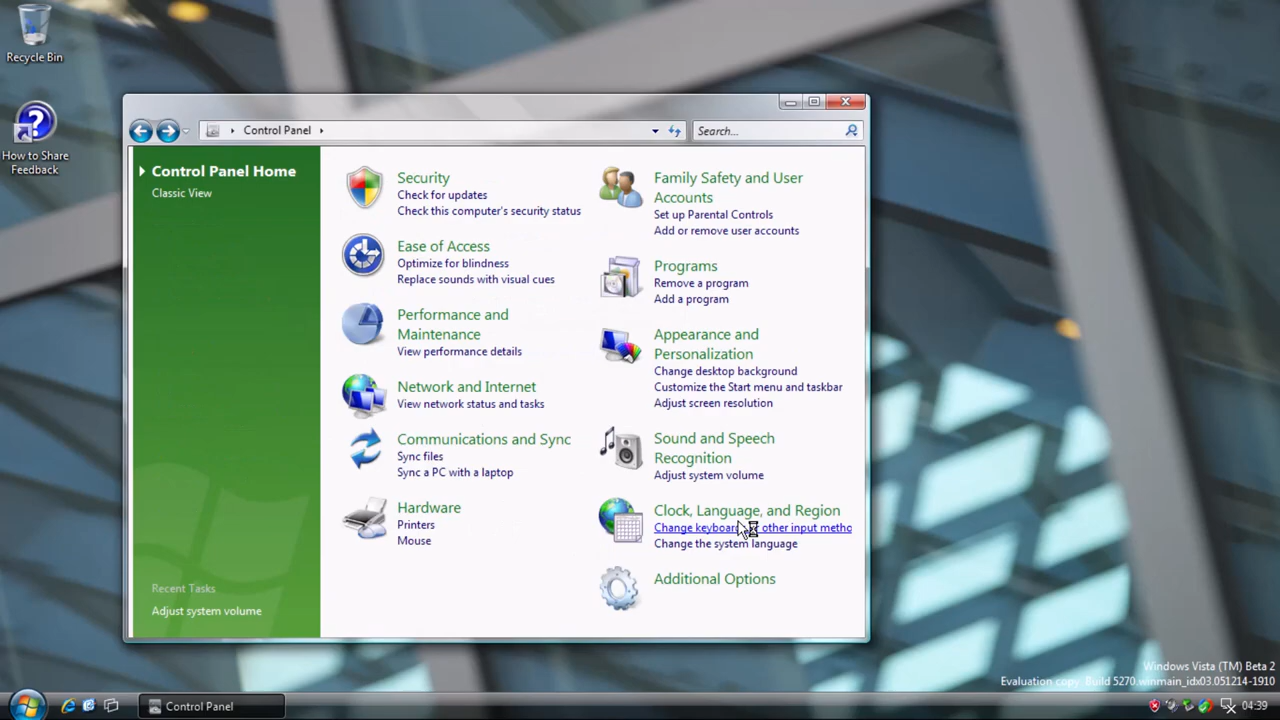 Recycle Bin
How to Share
Feedback
Control Panel
Search...
Control Panel Home
Classive View
Security
Check for updates
Check this computer's security status
Ease of Access
Optimize for blindness
Replace sounds with visual cues
Performance and
Maintenance
View performance details
Network and Internet
View network status and tasks
Communications and Sync
Sync files
Sync a PC with a laptop
Hardware
Printers
Mouse
Family Safety and User
Accounts
Set up Parental Controls
Add or remove user accounts
Programs
Remove a program
Add a program
Appearance and
Personalization
Change desktop background
Customize the Start menu and taskbar
Adjust screen resolution
Sound and Speech
Recognition
Adjust system volume
Clock, Language, and Region
Change keyboard other input metho
Change the system language
Additional Options
Recent Tasks
Adjust system volume
Windows Vista (TM) Beta 2
Evaluation copy. Build 5270.winmain_idx03.051214-1910
Control Panel
04:39